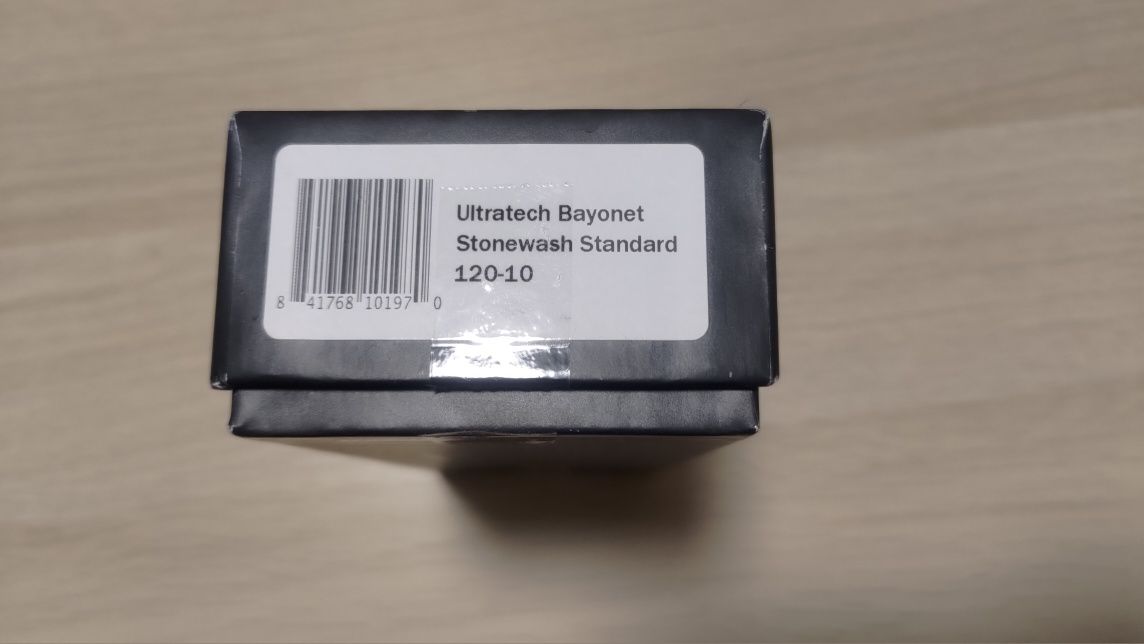 Ultratech Bayonet
Stonewash Standard
120-10
8 41768 10197 0